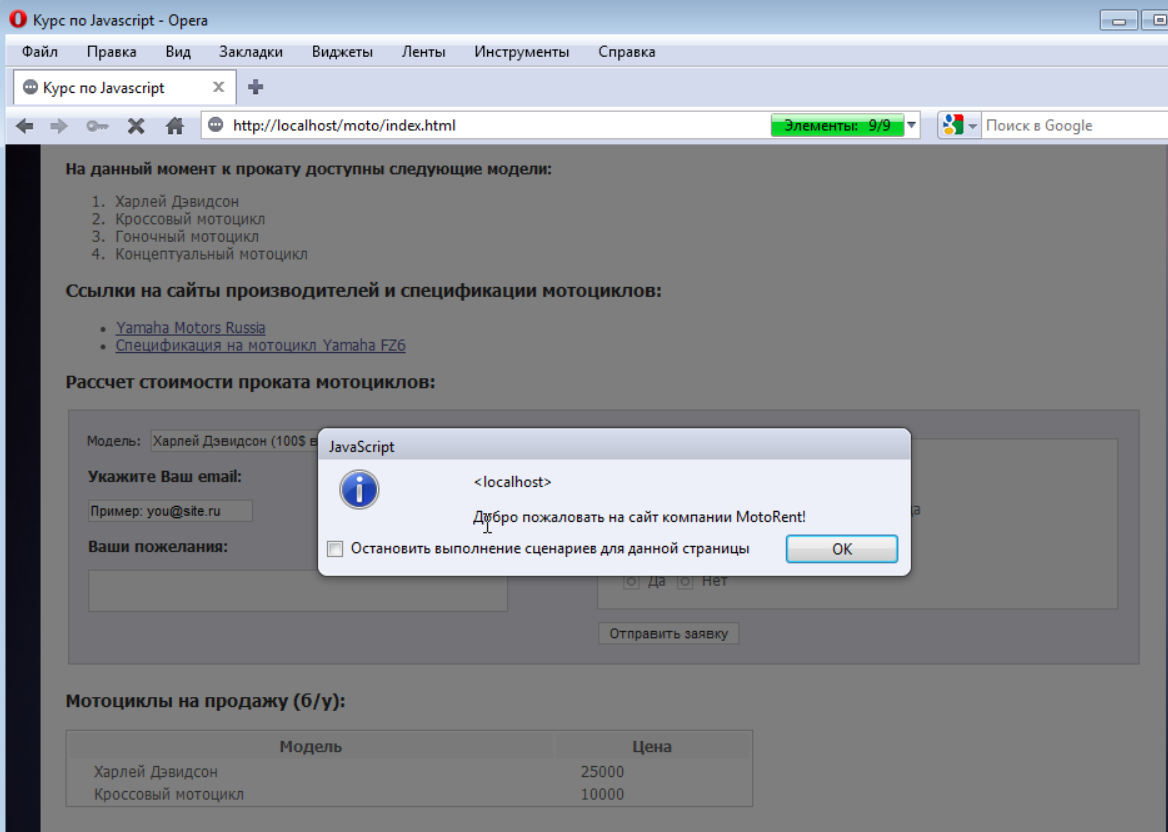 Курс по Javascript - Opera
Файл Правка Вид Закладки Виджеты Ленты Инструменты Справка
Курс по Javascript
http://localhost/moto/index.html Элементы: 9/9 Поиск в Google
На данный момент к прокату доступны следующие модели:
1. Харлей Дэвидсон
2. Кроссовый мотоцикл
3. Гоночный мотоцикл
4. Концептуальный мотоцикл
Ссылки на сайты производителей и спецификации мотоциклов:
Yamaha Motors Russia
Спецификация на мотоцикл Yamaha FZ6
Рассчет стоимости проката мотоциклов:
Модель: Харлей Дэвидсон (100$ в
JavaScript
Укажите Ваш email:
<localhost>
Пример: you@site.ru
Добро пожаловать на сайт компании MotoRent!
Ваши пожелания:
Остановить выполнение сценариев для данной страницы OK
Да Нет
Отправить заявку
Мотоциклы на продажу (б/у):
Модель Цена
Харлей Дэвидсон 25000
Кроссовый мотоцикл 10000